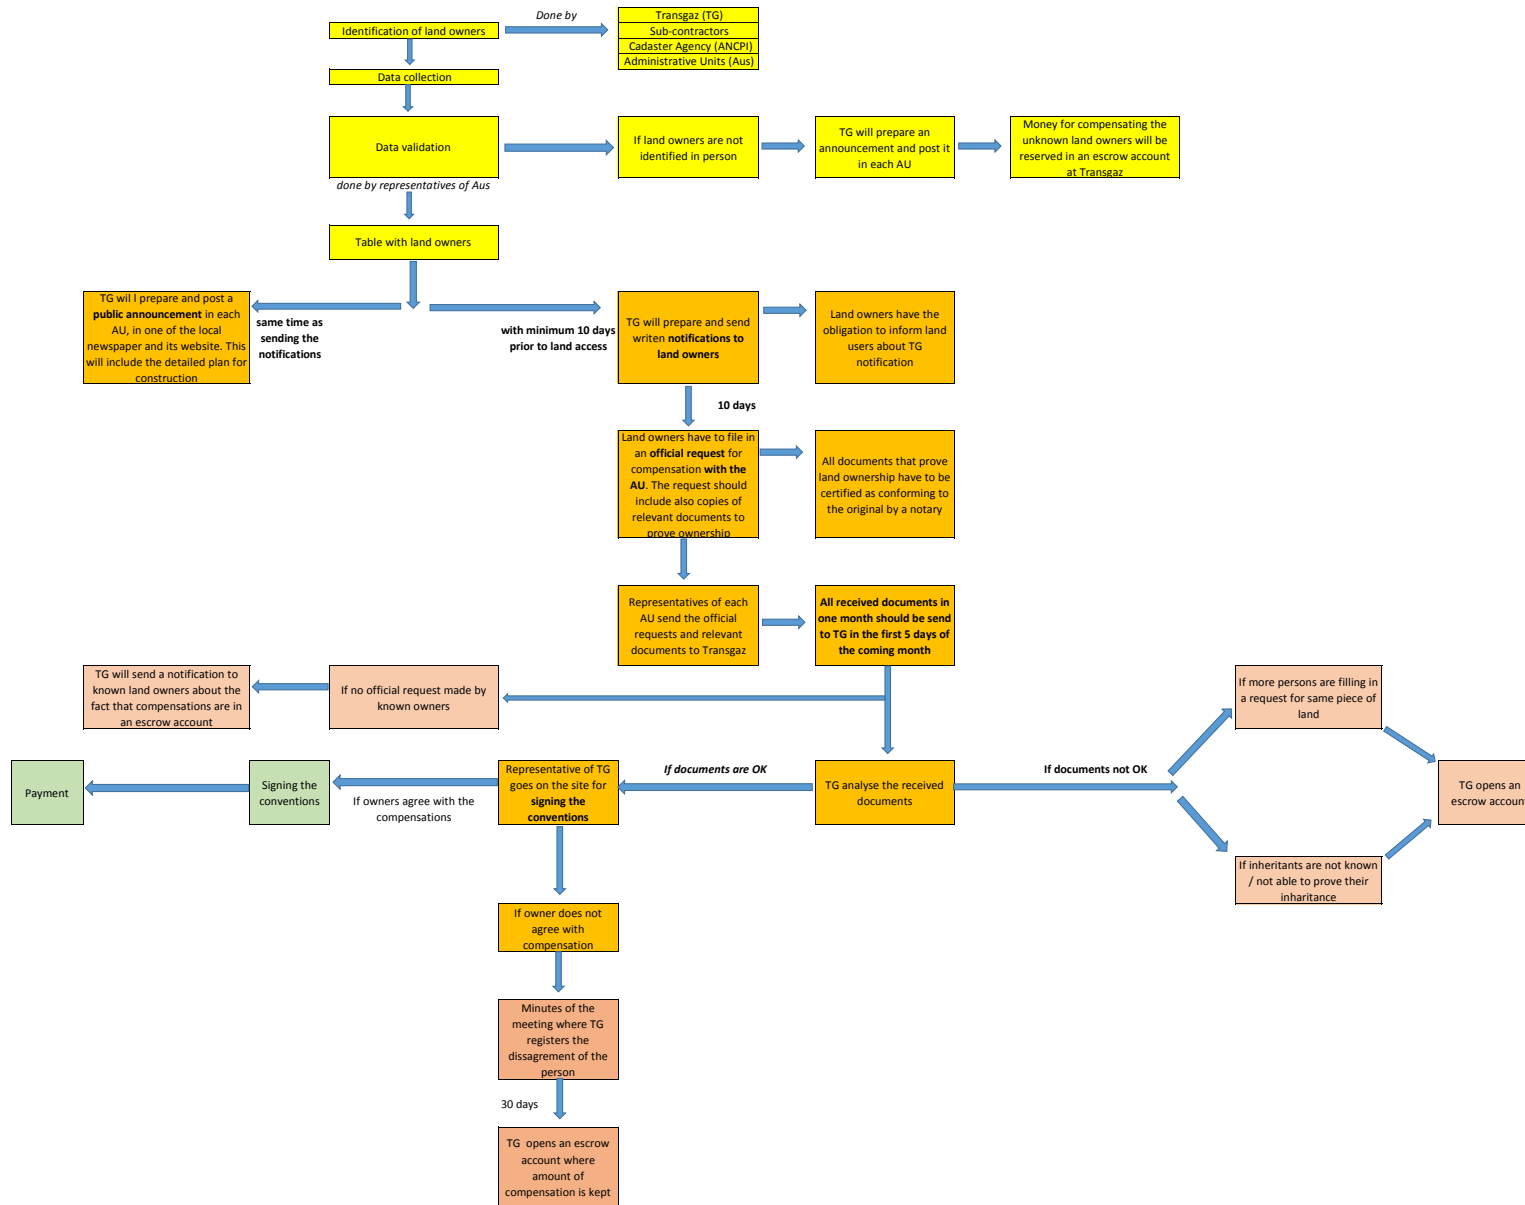 Done by
Identification of land owners
Transgaz (TG)
Sub-contractors
Cadaster Agency (ANCPI)
Administrative Units (Aus)
Data collection
Data validation
done by representatives of Aus
If land owners are not
identified in person
TG will prepare an
announcement and post it
in each AU
Money for compensating the
unknown land owners will be
reserved in an escrow account
at Transgaz
Table with land owners
TG wil l prepare and post a
public announcement in each
AU, in one of the local
newspaper and its website. This
will include the detailed plan for
construction
same time as
sending the
notifications
with minimum 10 days
prior to land access
TG will prepare and send
writen notifications to
land owners
Land owners have the
obligation to inform land
users about TG
notification
10 days
Land owners have to file in
an official request for
compensation with the
AU. The request should
include also copies of
relevant documents to
prove ownership
All documents that prove
land ownership have to be
certified as conforming to
the original by a notary
Representatives of each
AU send the official
requests and relevant
documents to Transgaz
All received documents in
one month should be send
to TG in the first 5 days of
the coming month
TG will send a notification to
known land owners about the
fact that compensations are in
an escrow account
If no official request made by
known owners
If more persons are filling in
a request for same piece of
land
Payment
Signing the
conventions
If owners agree with the
compensations
Representative of TG
goes on the site for
signing the
conventions
If documents are OK
TG analyse the received
documents
If documents not OK
TG opens an
escrow account
If inheritants are not known
/ not able to prove their
inharitance
If owner does not
agree with
compensation
Minutes of the
meeting where TG
registers the
dissagrement of the
person
30 days
TG  opens an escrow
account where
amount of
compensation is kept